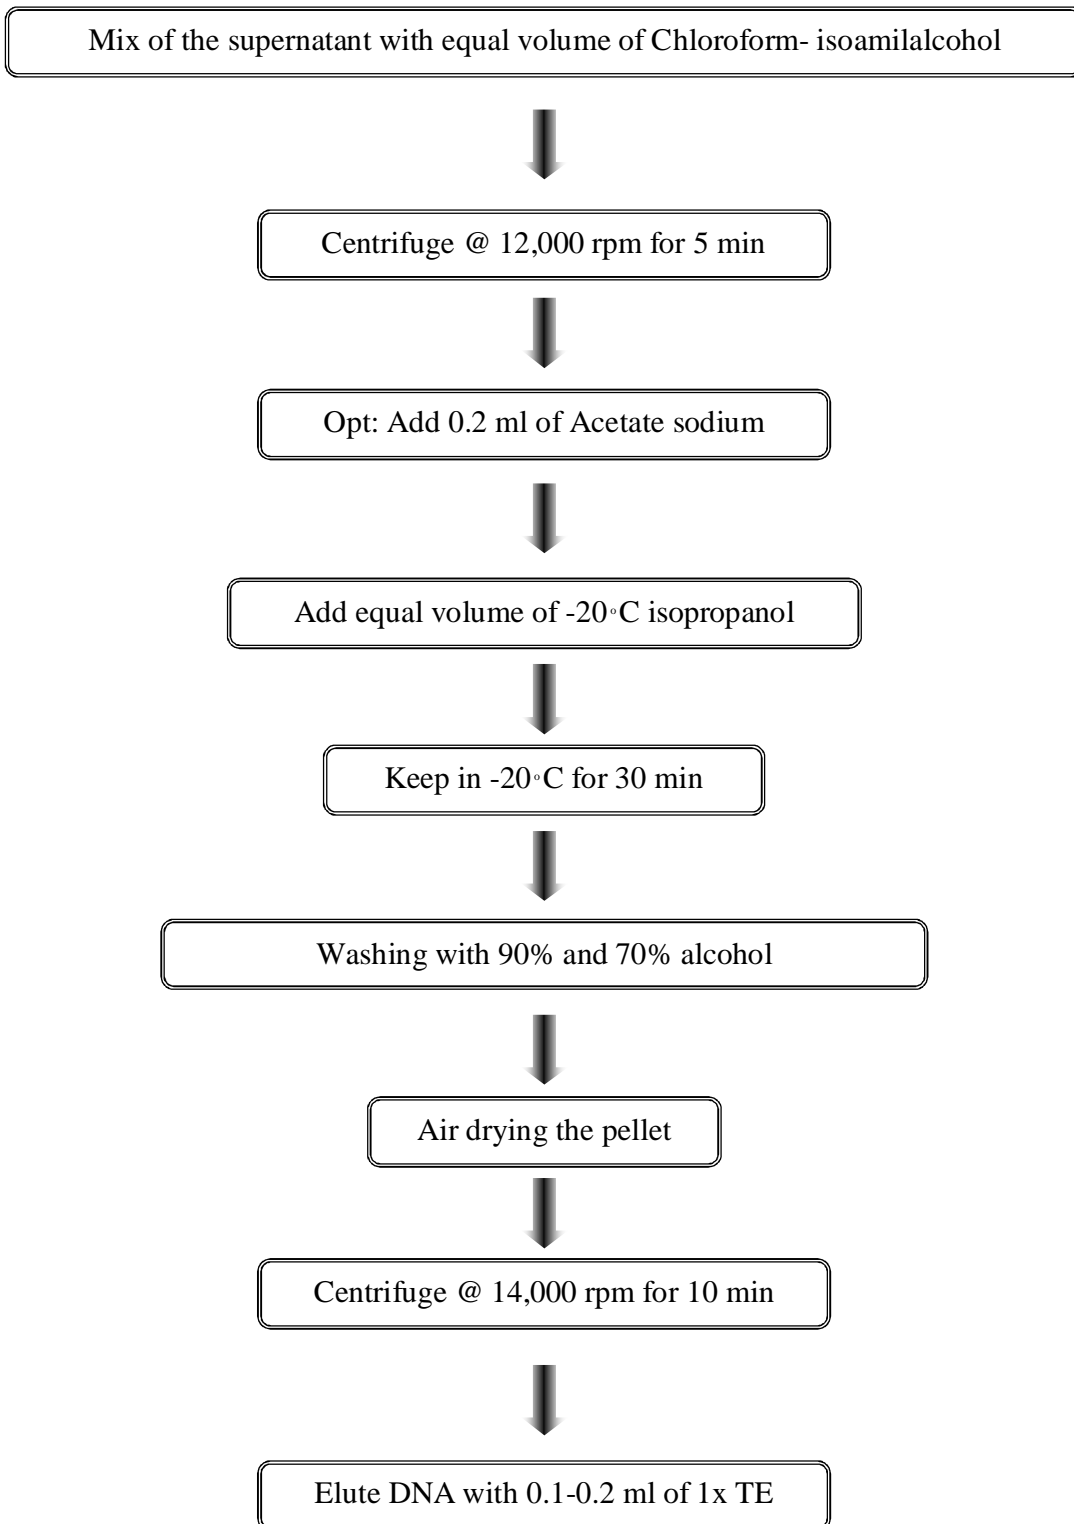 Mix of the supernatant with equal volume of Chloroform- isoamilalcohol
Centrifuge @ 12,000 rpm for 5 min
Opt: Add 0.2 ml of Acetate sodium
Add equal volume of -20◦C isopropanol
Keep in -20◦C for 30 min
Washing with 90% and 70% alcohol
Air drying the pellet
Centrifuge @ 14,000 rpm for 10 min
Elute DNA with 0.1-0.2 ml of 1x TE